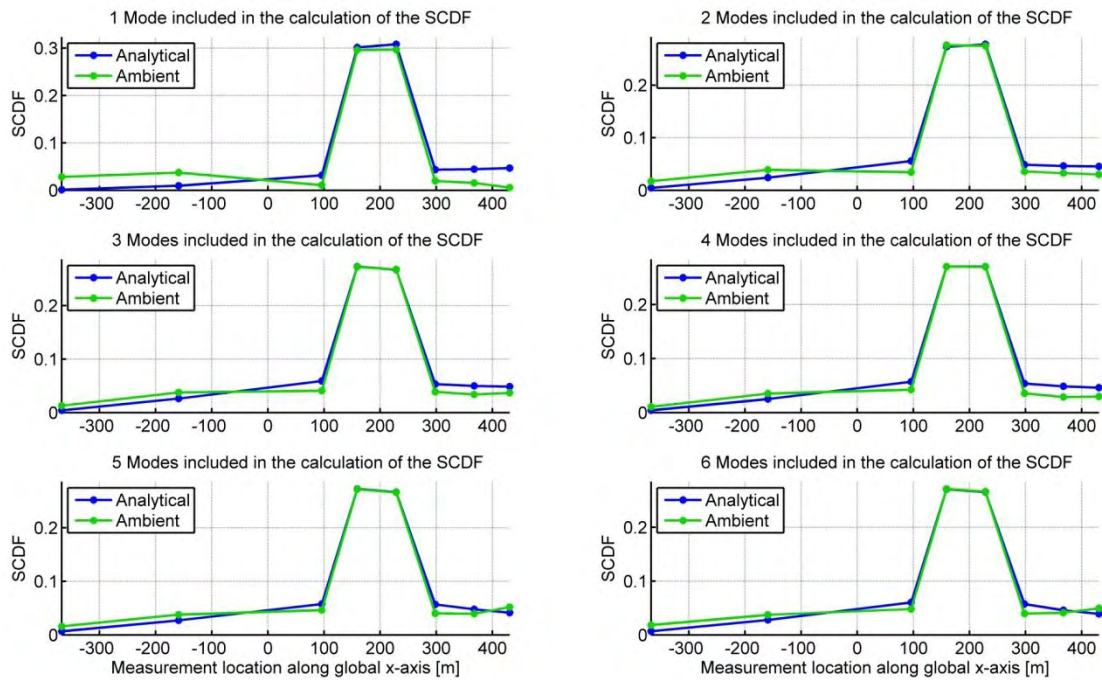 1 Mode included in the calculation of the SCDF
0.3
0.2
0.1
0
SCDF
Analytical
Ambient
-300 -200 -100 0 100 200 300 400
2 Modes included in the calculation of the SCDF
0.2
0.1
0
SCDF
Analytical
Ambient
-300 -200 -100 0 100 200 300 400
3 Modes included in the calculation of the SCDF
0.2
0.1
0
SCDF
Analytical
Ambient
-300 -200 -100 0 100 200 300 400
4 Modes included in the calculation of the SCDF
0.2
0.1
0
SCDF
Analytical
Ambient
-300 -200 -100 0 100 200 300 400
5 Modes included in the calculation of the SCDF
0.2
0.1
0
SCDF
Analytical
Ambient
-300 -200 -100 0 100 200 300 400
Measurement location along global x-axis [m]
6 Modes included in the calculation of the SCDF
0.2
0.1
0
SCDF
Analytical
Ambient
-300 -200 -100 0 100 200 300 400
Measurement location along global x-axis [m]